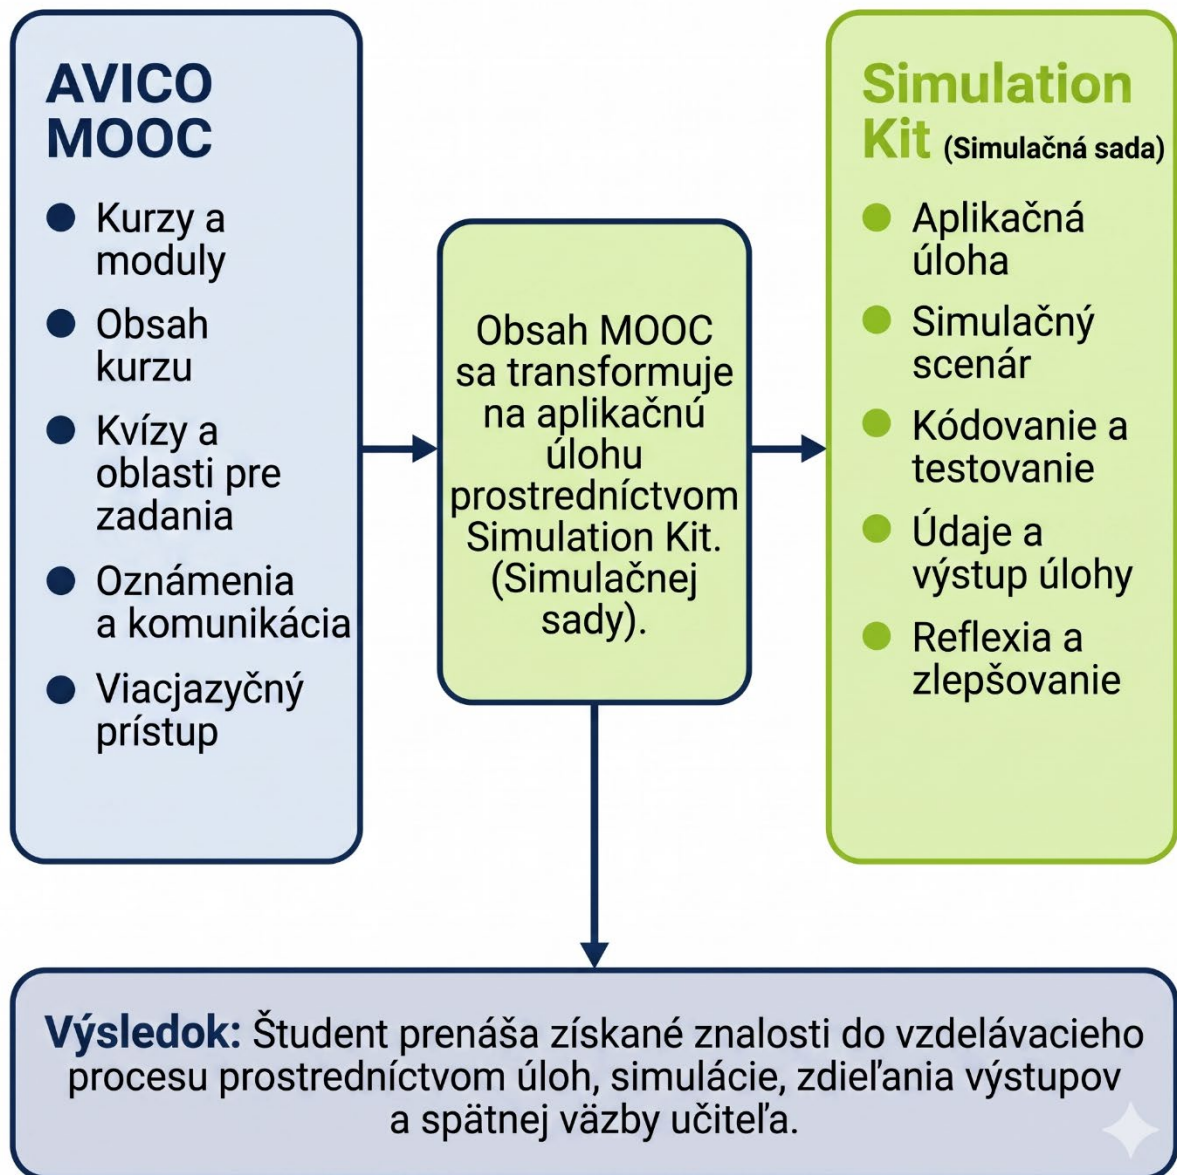 AVICO
MOOC
Kurzy a
moduly
Obsah
kurzu
Kvízy a
oblasti pre
zadania
Oznámenia
a komunikácia
Viacjazyčný
prístup
Obsah MOOC
sa transformuje
na aplikačnú
úlohu
prostredníctvom
Simulation Kit.
(Simulačnej
sady).
Simulation
Kit (Simulačná sada)
Aplikačná
úloha
Simulačný
scenár
Kódovanie a
testovanie
Údaje a
výstup úlohy
Reflexia a
zlepšovanie
Výsledok: Študent prenáša získané znalosti do vzdelávacieho
procesu prostredníctvom úloh, simulácie, zdieľania výstupov
a spätnej väzby učiteľa.